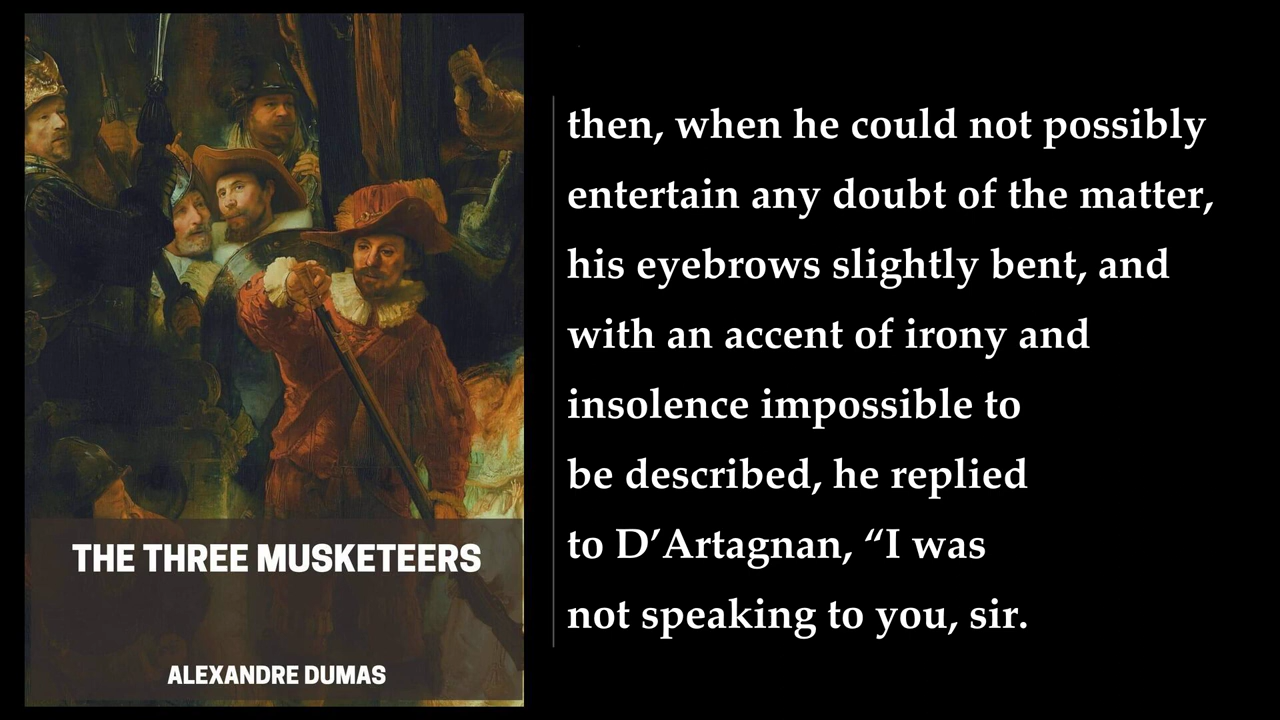 THE THREE MUSKETEERS
ALEXANDRE DUMAS
then, when he could not possibly
entertain any doubt of the matter,
his eyebrows slightly bent, and
with an accent of irony and
insolence impossible to
be described, he replied
to D’Artagnan, “I was
not speaking to you, sir.